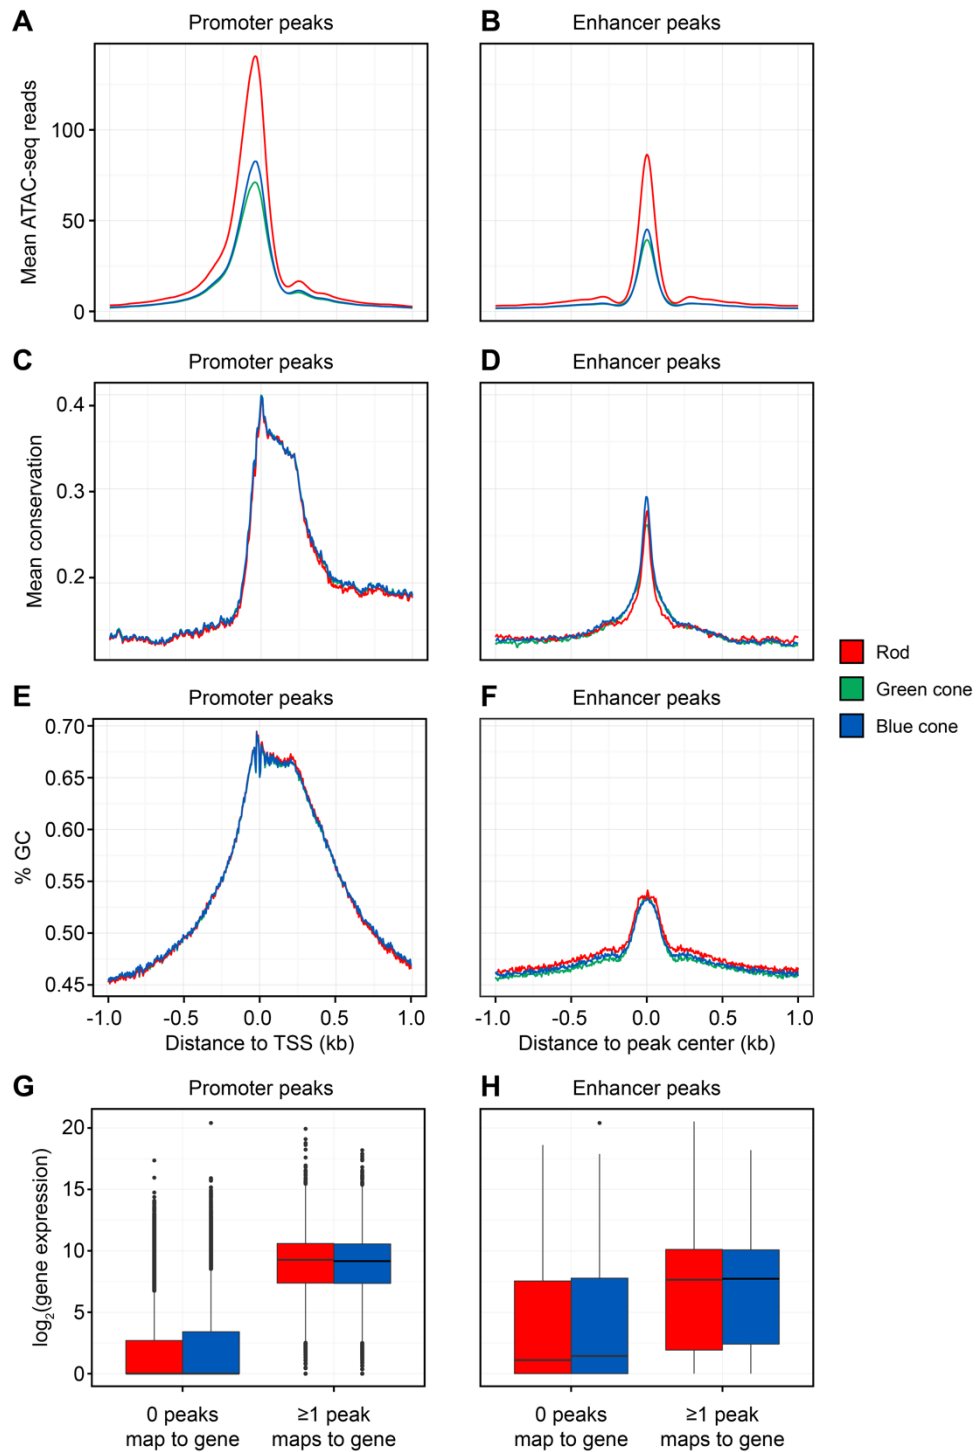 A Promoter peaks
B Enhancer peaks
Mean ATAC-seq reads
100
50
0
C Promoter peaks
D Enhancer peaks
Mean conservation
0.4
0.3
0.2
Rod
Green cone
Blue cone
E Promoter peaks
F Enhancer peaks
% GC
0.70
0.65
0.60
0.55
0.50
0.45
-1.0 -0.5 0.0 0.5 1.0
Distance to TSS (kb)
-1.0 -0.5 0.0 0.5 1.0
Distance to peak center (kb)
G Promoter peaks
H Enhancer peaks
log₂(gene expression)
20
15
10
5
0
0 peaks
map to gene
≥1 peak
maps to gene
0 peaks
map to gene
≥1 peak
maps to gene